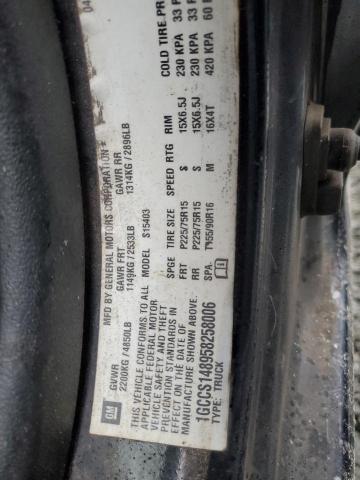 04
MFD BY GENERAL MOTORS CORPORATION
GVWR GAWR FRT GAWR RR
2200KG/4850LB 1149KG/2533LB 1314KG/2896LB
THIS VEHICLE CONFORMS TO ALL
APPLICABLE FEDERAL MOTOR
VEHICLE SAFETY AND THEFT
PREVENTION STANDARDS IN
EFFECT ON THE DATE OF
MANUFACTURE SHOWN ABOVE.
1GCCS148958258006
TYPE: TRUCK
S15403
SPGE TIRE SIZE SPEED RTG RIM COLD TIRE PR
FRT P225/75R15 S 15X6.5J 230 KPA 33 P
RR P225/75R15 S 15X6.5J 230 KPA 33 P
SPA T155/90R16 M 16X4T 420 KPA 60 P
GM